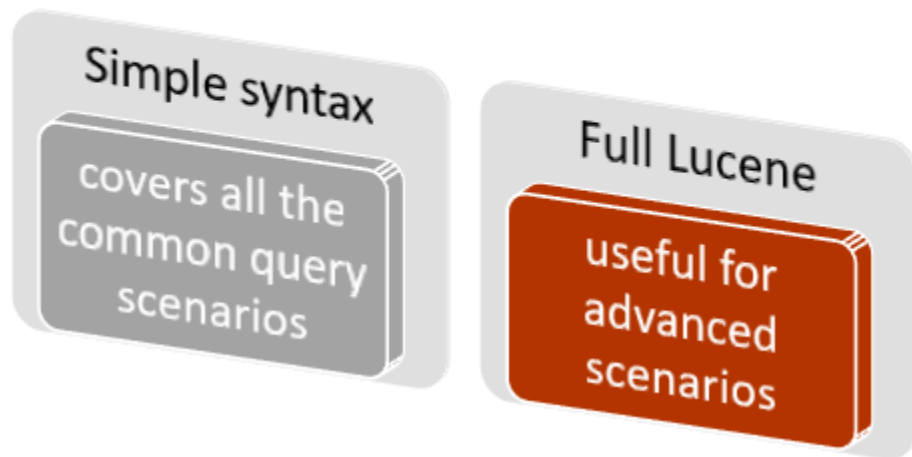 Simple syntax
covers all the
common query
scenarios
Full Lucene
useful for
advanced
scenarios